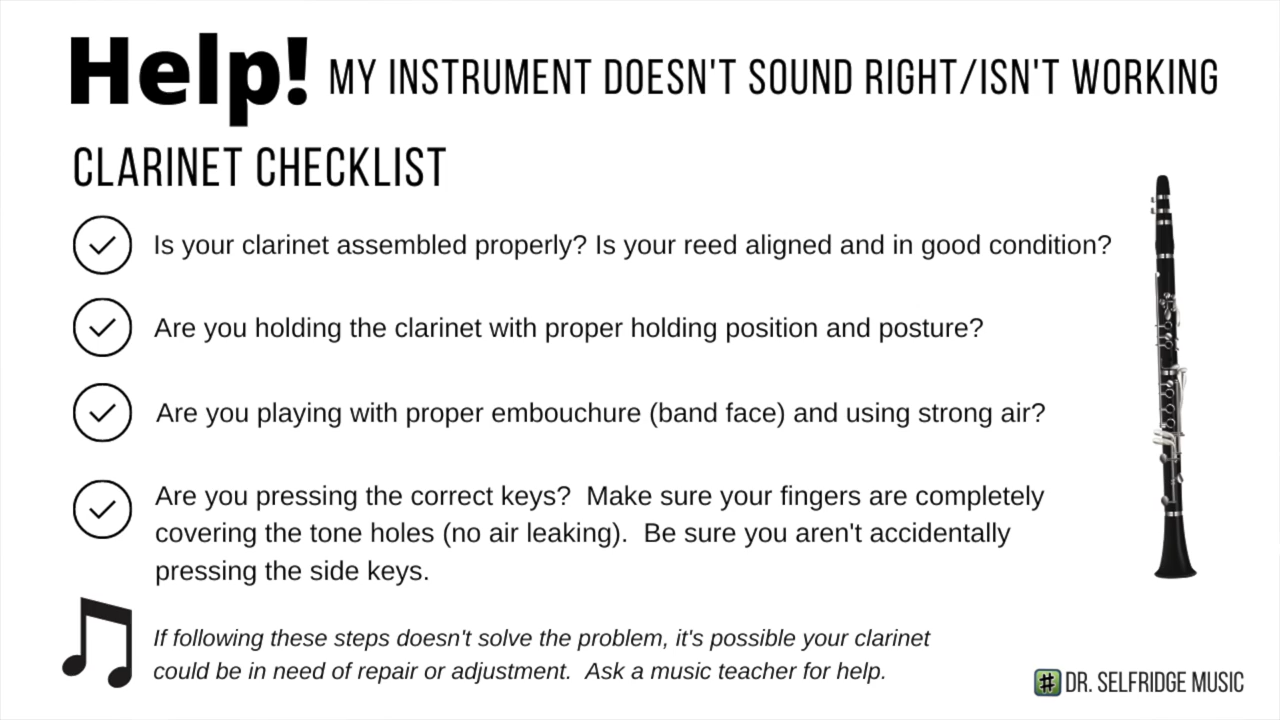 Help! MY INSTRUMENT DOESN'T SOUND RIGHT/ISN'T WORKING
CLARINET CHECKLIST
Is your clarinet assembled properly? Is your reed aligned and in good condition?
Are you holding the clarinet with proper holding position and posture?
Are you playing with proper embouchure (band face) and using strong air?
Are you pressing the correct keys?  Make sure your fingers are completely
covering the tone holes (no air leaking).  Be sure you aren't accidentally
pressing the side keys.
If following these steps doesn't solve the problem, it's possible your clarinet
could be in need of repair or adjustment.  Ask a music teacher for help.
# DR. SELFRIDGE MUSIC